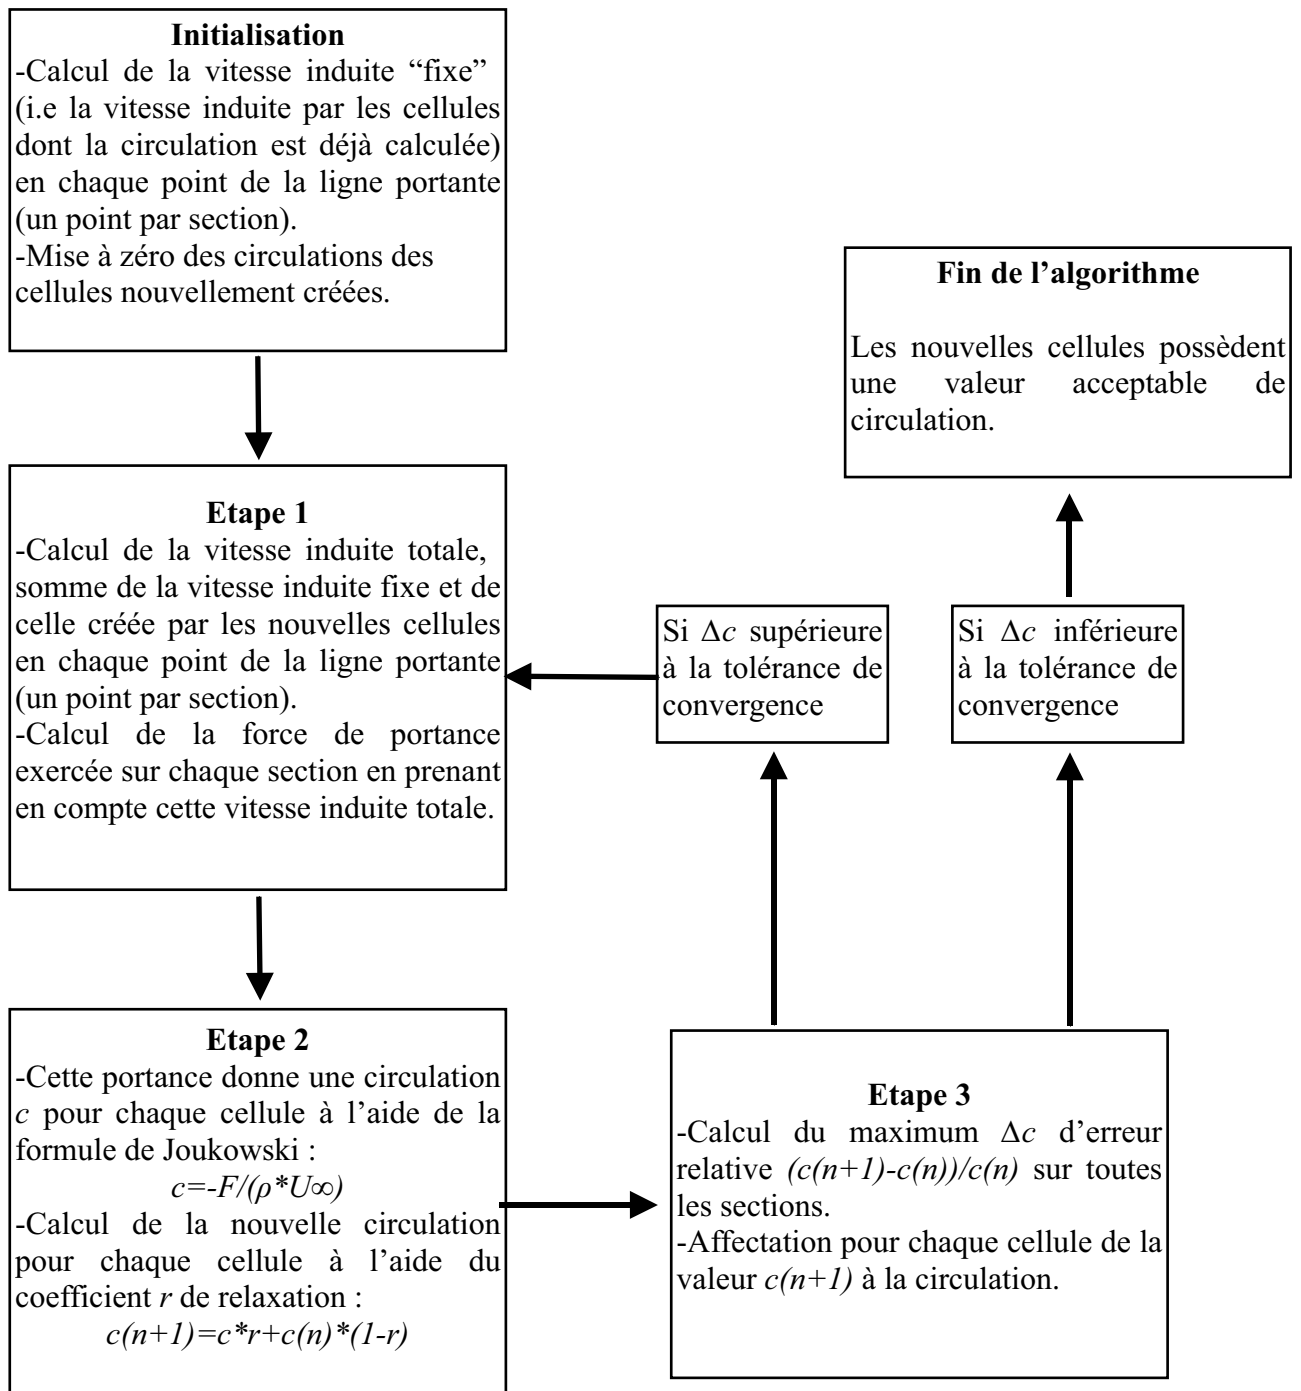 Initialisation
-Calcul de la vitesse induite “fixe”
(i.e la vitesse induite par les cellules
dont la circulation est déjà calculée)
en chaque point de la ligne portante
(un point par section).
-Mise à zéro des circulations des
cellules nouvellement créées.
Etape 1
-Calcul de la vitesse induite totale,
somme de la vitesse induite fixe et de
celle créée par les nouvelles cellules
en chaque point de la ligne portante
(un point par section).
-Calcul de la force de portance
exercée sur chaque section en prenant
en compte cette vitesse induite totale.
Etape 2
-Cette portance donne une circulation
c pour chaque cellule à l’aide de la
formule de Joukowski :
c=-F/(ρ*U∞)
-Calcul de la nouvelle circulation
pour chaque cellule à l’aide du
coefficient r de relaxation :
c(n+1)=c*r+c(n)*(1-r)
Etape 3
-Calcul du maximum Δc d’erreur
relative (c(n+1)-c(n))/c(n) sur toutes
les sections.
-Affectation pour chaque cellule de la
valeur c(n+1) à la circulation.
Si Δc supérieure
à la tolérance de
convergence
Si Δc inférieure
à la tolérance de
convergence
Fin de l’algorithme
Les nouvelles cellules possèdent
une valeur acceptable de
circulation.